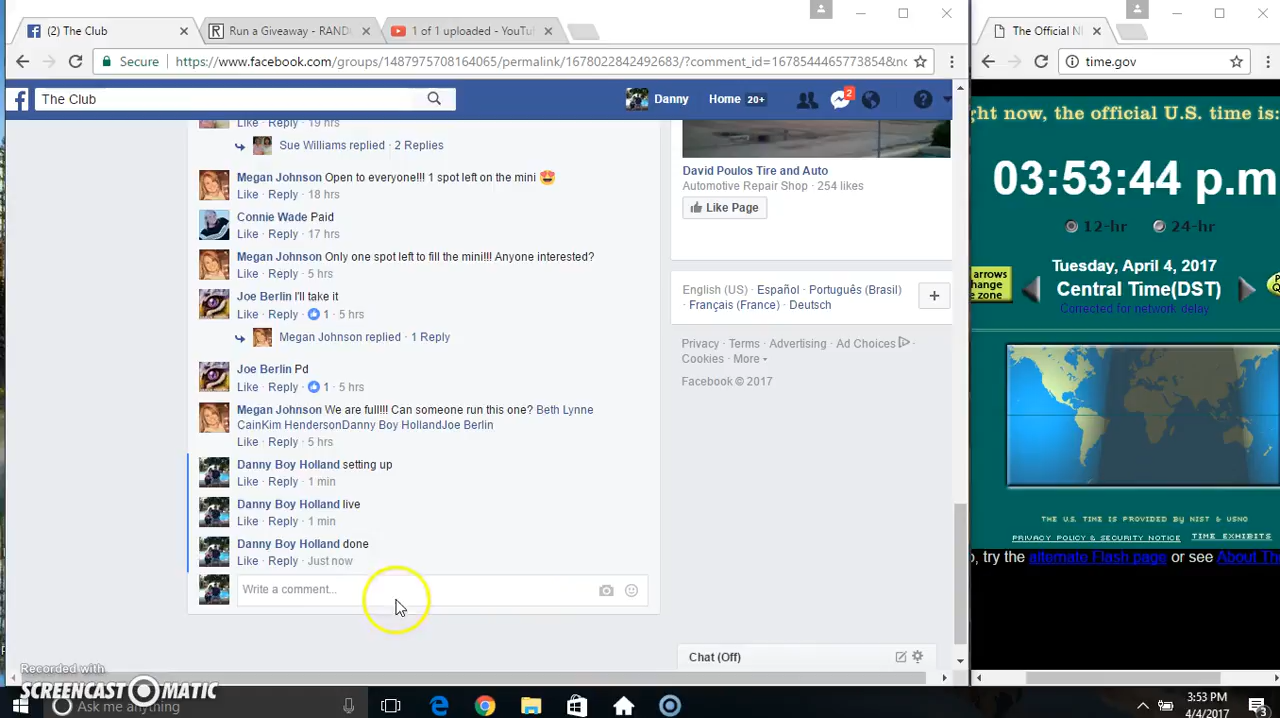 (2) The Club
Run a Giveaway - RAND
1 of 1 uploaded - YouTu
The Official NI
Secure
https://www.facebook.com/groups/1487975708164065/permalink/1678022842492683/?comment_id=1678544465773854&no
time.gov
The Club
Danny
Home 20+
2
Like · Reply · 19 hrs
Sue Williams replied · 2 Replies
Megan Johnson Open to everyone!!! 1 spot left on the mini
Like · Reply · 18 hrs
Connie Wade Paid
Like · Reply · 17 hrs
Megan Johnson Only one spot left to fill the mini!!! Anyone interested?
Like · Reply · 5 hrs
Joe Berlin I'll take it
Like · Reply · 1 · 5 hrs
Megan Johnson replied · 1 Reply
Joe Berlin Pd
Like · Reply · 1 · 5 hrs
Megan Johnson We are full!!! Can someone run this one? Beth Lynne
CainKim HendersonDanny Boy HollandJoe Berlin
Like · Reply · 5 hrs
Danny Boy Holland setting up
Like · Reply · 1 min
Danny Boy Holland live
Like · Reply · 1 min
Danny Boy Holland done
Like · Reply · Just now
Write a comment...
David Poulos Tire and Auto
Automotive Repair Shop · 254 likes
Like Page
English (US) · Español · Português (Brasil) ·
Français (France) · Deutsch
Privacy · Terms · Advertising · Ad Choices ·
Cookies · More
Facebook © 2017
Chat (Off)
ght now, the official U.S. time is:
03:53:44 p.m
12-hr
24-hr
Tuesday, April 4, 2017
arrows
hange
e zone
Central Time(DST)
Corrected for network delay
THE U.S. TIME IS PROVIDED BY NIST & USNO
PRIVACY POLICY & SECURITY NOTICE
TIME EXHIBITS
o, try the alternate Flash page or see About Th
Recorded with
SCREENCAST MATIC
Ask me anything
3:53 PM
4/4/2017
3